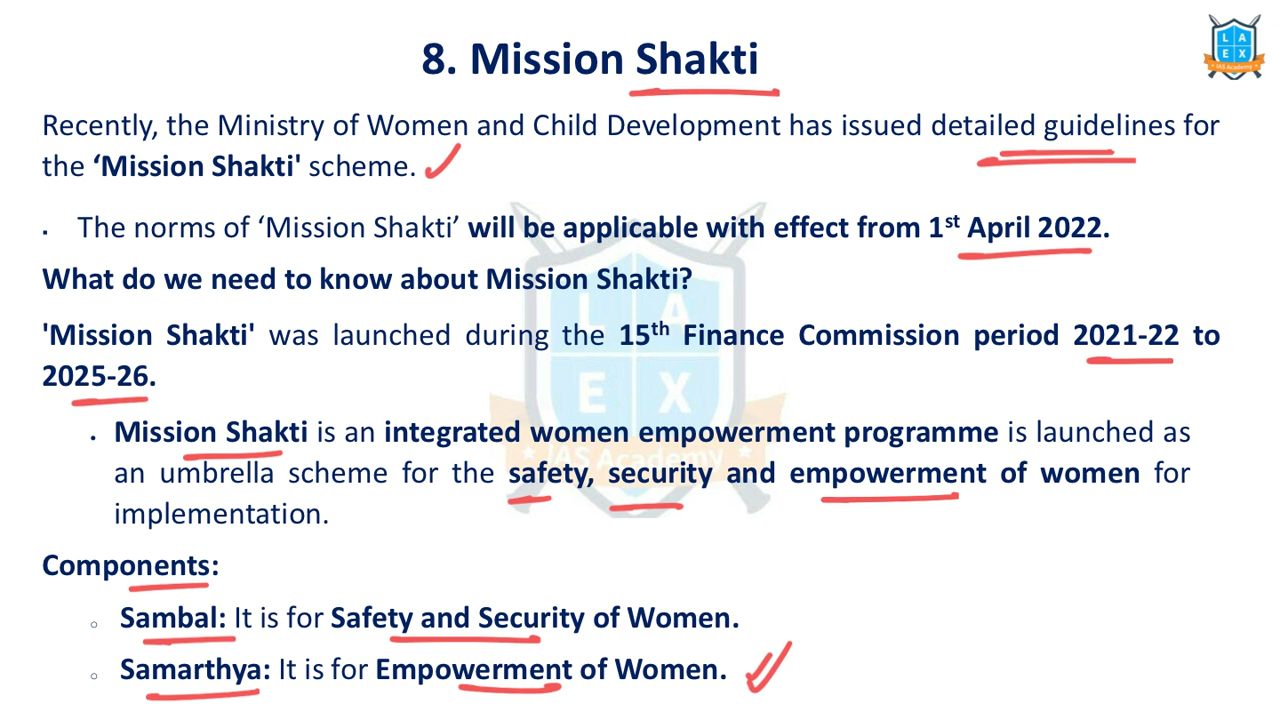 8. Mission Shakti
L A
E X
IAS Academy
Recently, the Ministry of Women and Child Development has issued detailed guidelines for
the ‘Mission Shakti' scheme.
▪ The norms of ‘Mission Shakti’ will be applicable with effect from 1st April 2022.
What do we need to know about Mission Shakti?
'Mission Shakti' was launched during the 15th Finance Commission period 2021-22 to
2025-26.
• Mission Shakti is an integrated women empowerment programme is launched as
an umbrella scheme for the safety, security and empowerment of women for
implementation.
Components:
○ Sambal: It is for Safety and Security of Women.
○ Samarthya: It is for Empowerment of Women.
L A
E X
IAS Academy